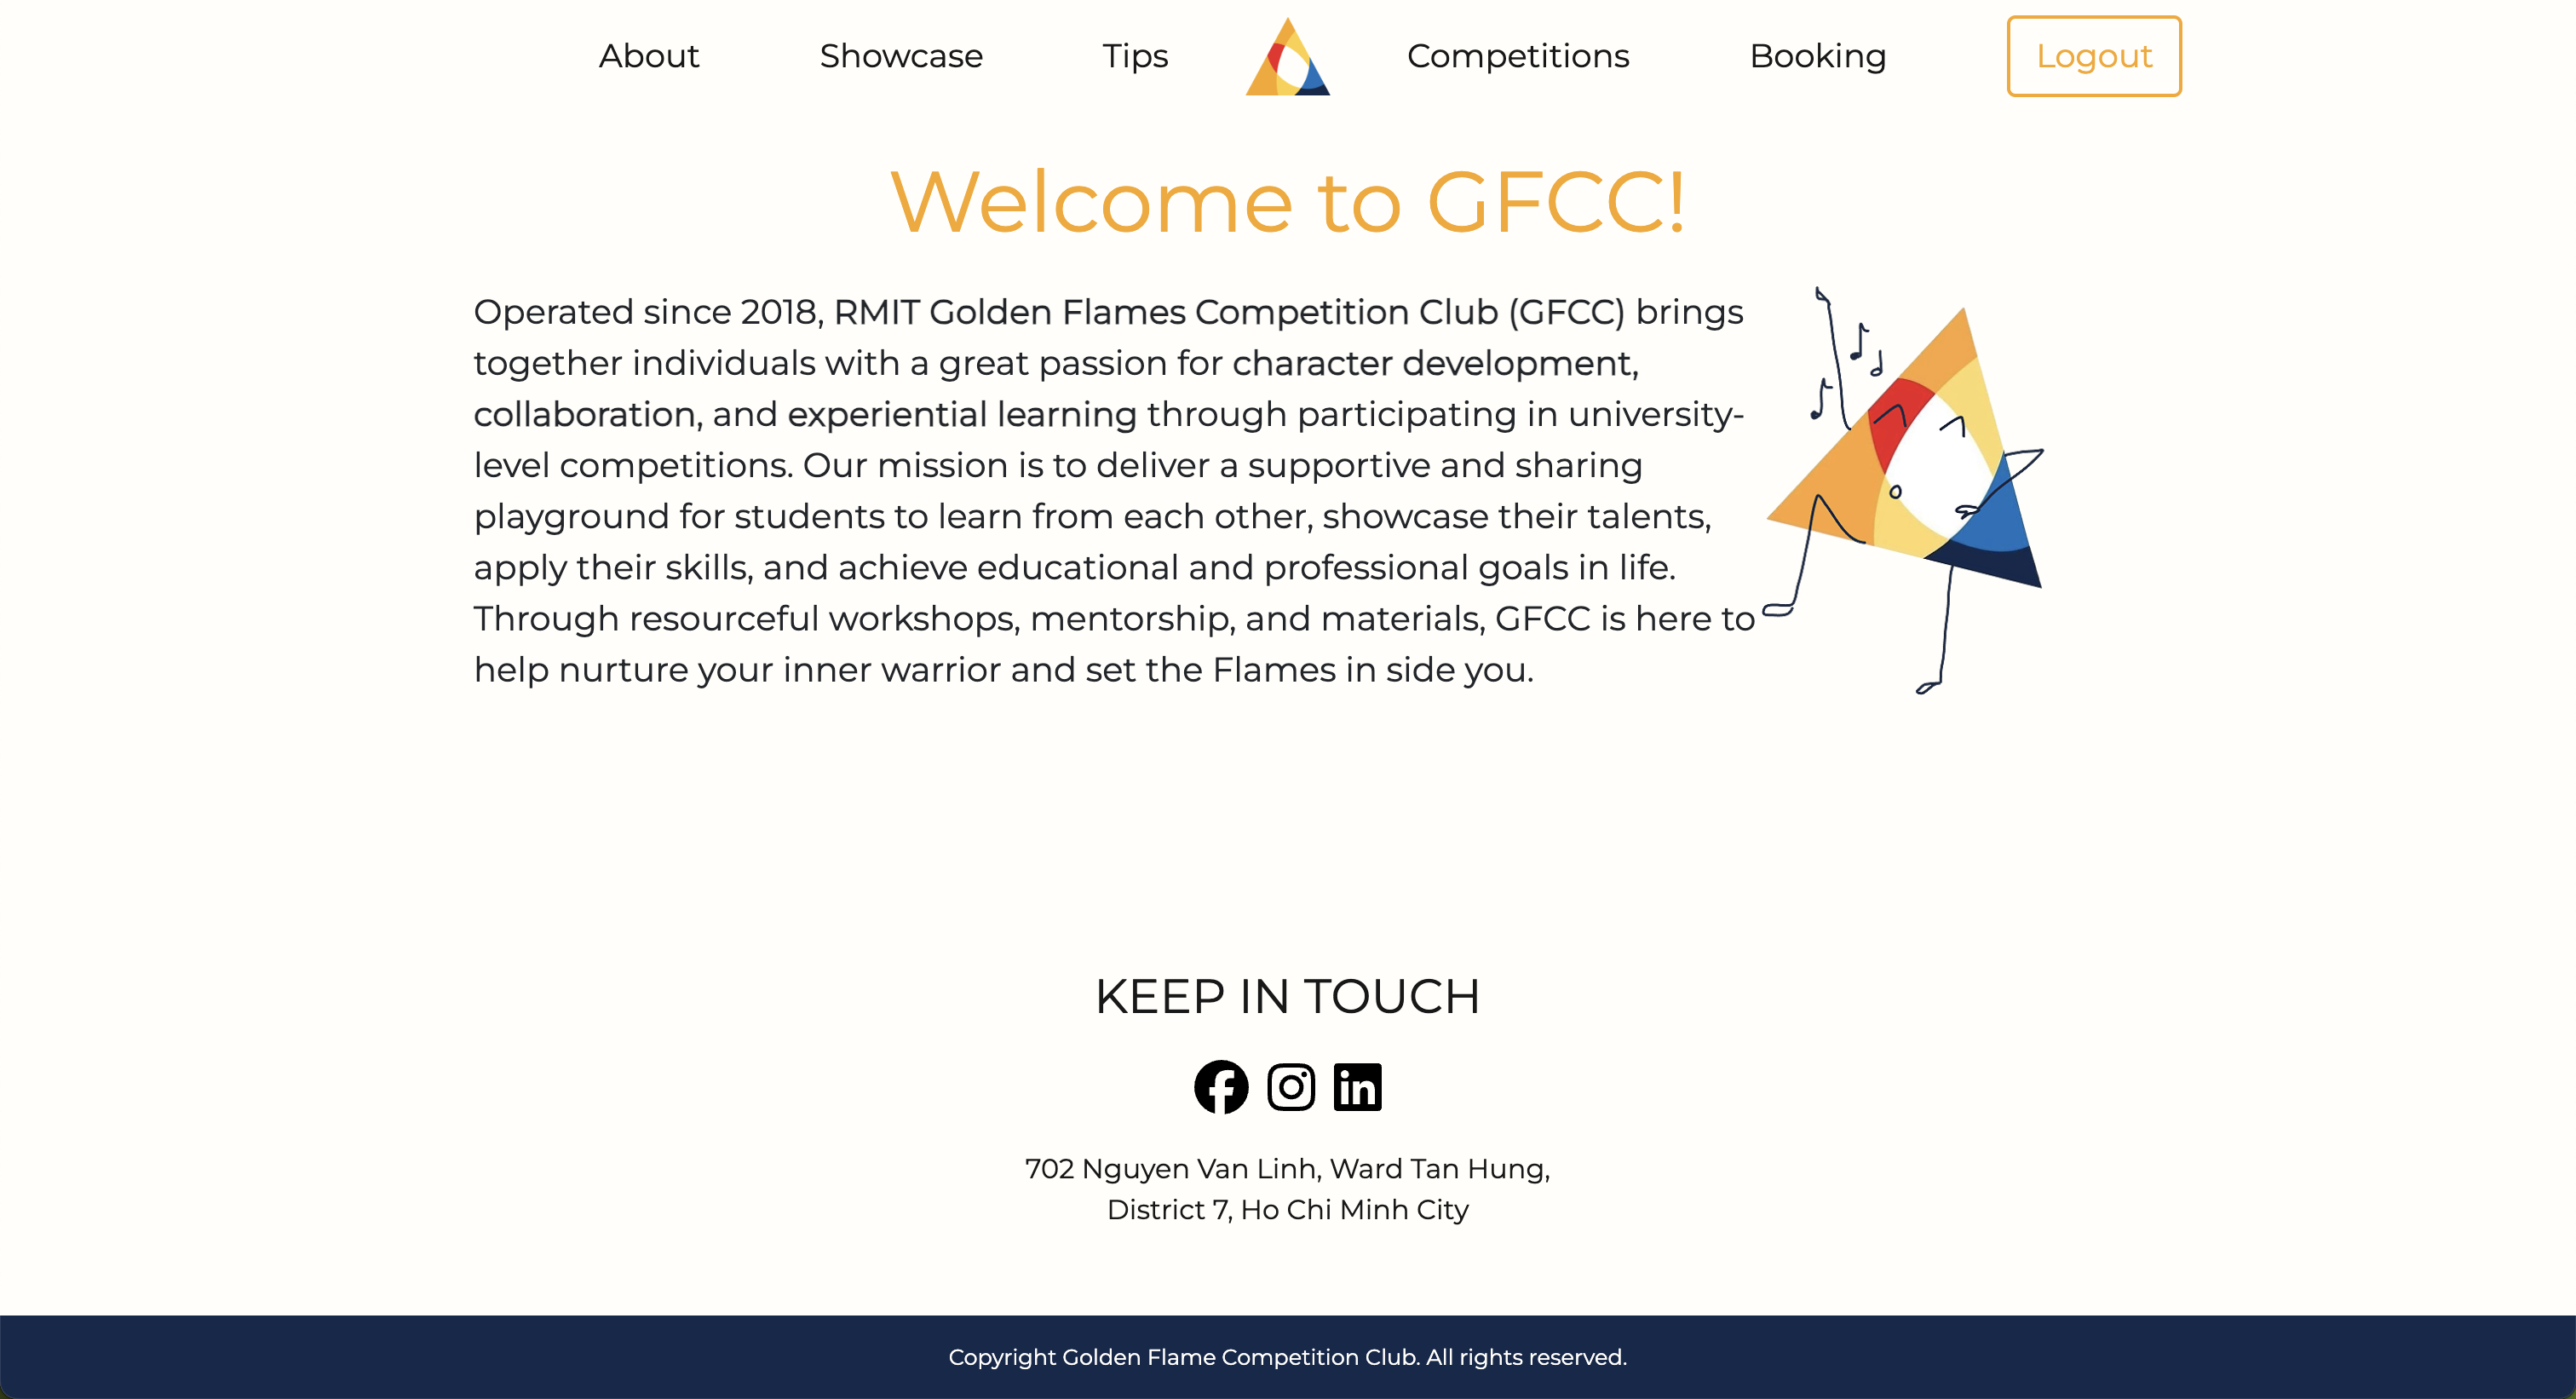 About
Showcase
Tips
Competitions
Booking
Logout
Welcome to GFCC!
Operated since 2018, RMIT Golden Flames Competition Club (GFCC) brings
together individuals with a great passion for character development,
collaboration, and experiential learning through participating in university-
level competitions. Our mission is to deliver a supportive and sharing
playground for students to learn from each other, showcase their talents,
apply their skills, and achieve educational and professional goals in life.
Through resourceful workshops, mentorship, and materials, GFCC is here to
help nurture your inner warrior and set the Flames in side you.
KEEP IN TOUCH
702 Nguyen Van Linh, Ward Tan Hung,
District 7, Ho Chi Minh City
Copyright Golden Flame Competition Club. All rights reserved.